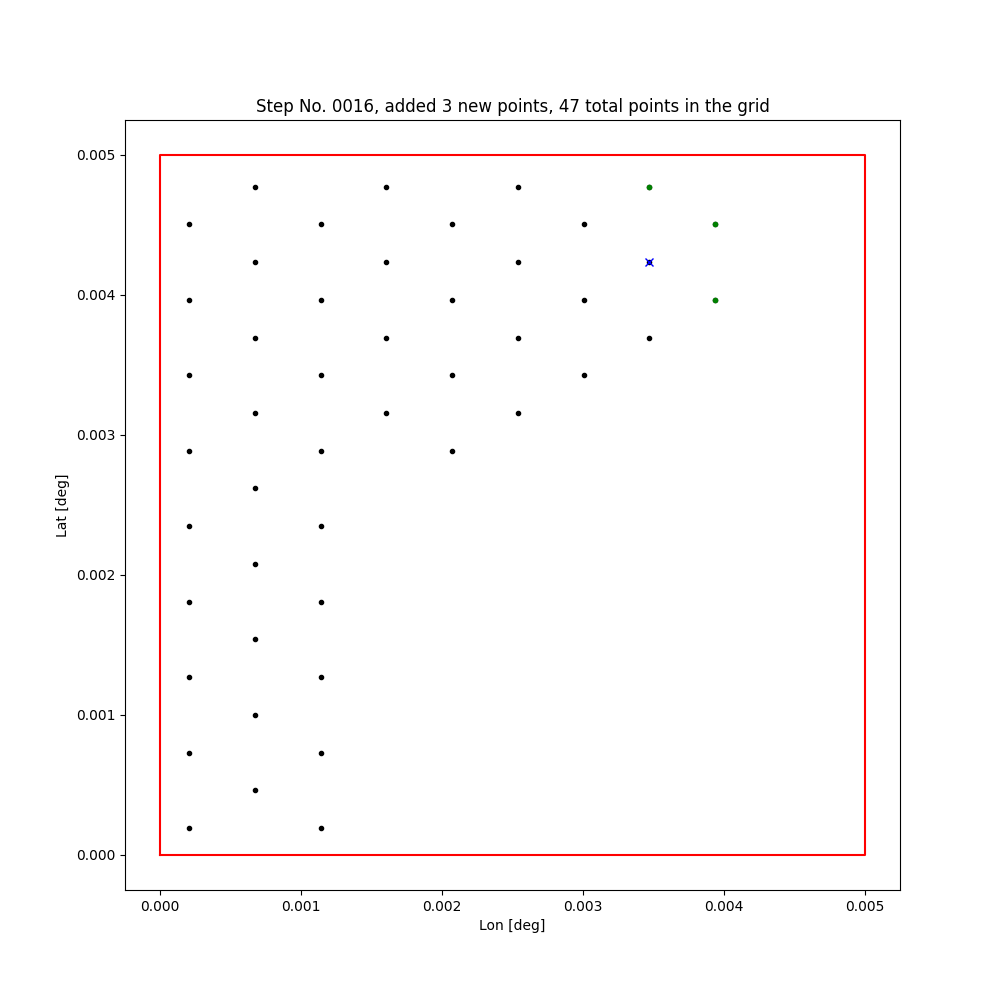 Step No. 0016, added 3 new points, 47 total points in the grid
0.005
0.004
0.003
0.002
0.001
0.000
Lat [deg]
0.000 0.001 0.002 0.003 0.004 0.005
Lon [deg]